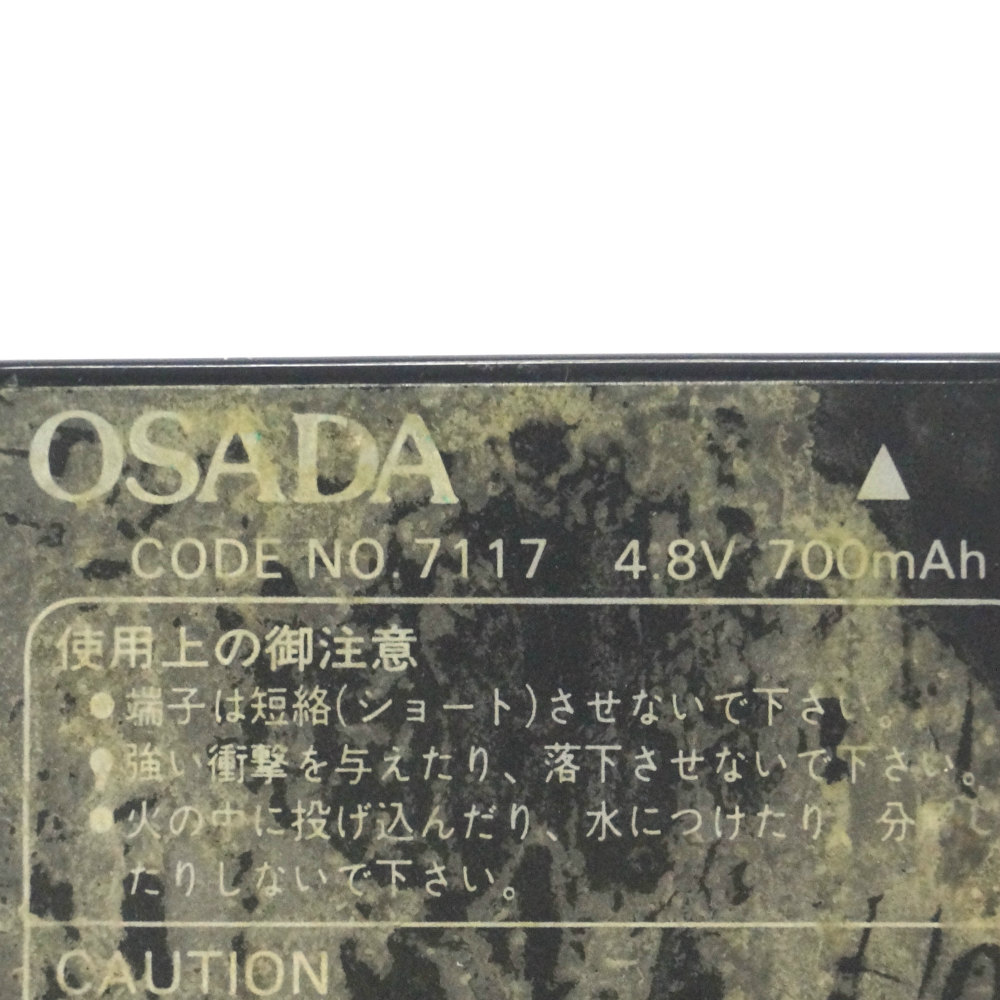 OSADA
▲
CODE NO.7117 4.8V 700mAh
使用上の御注意
●端子は短絡(ショート)させないで下さい。
●強い衝撃を与えたり、落下させないで下さい。
●火の中に投げ込んだり、水につけたり 分
たりしないで下さい。
CAUTION